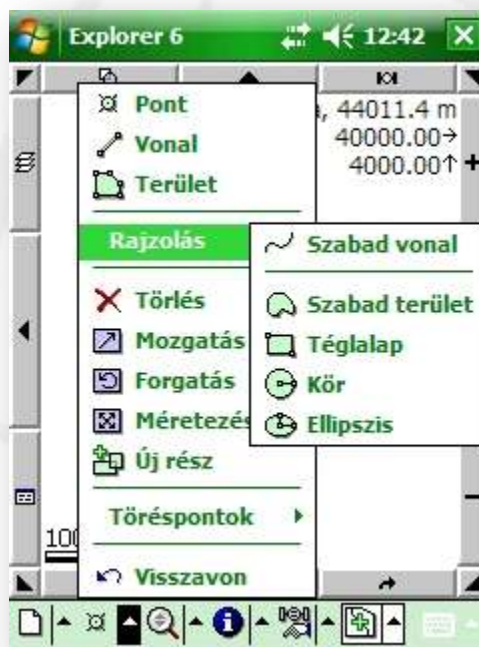 Explorer 6
12:42
, 44011.4 m
40000.00→
4000.00↑
Pont
Vonal
Terület
Rajzolás
Szabad vonal
Szabad terület
Téglalap
Kör
Ellipszis
Törlés
Mozgatás
Forgatás
Méretezés
Új rész
Töréspontok
Visszavon
100